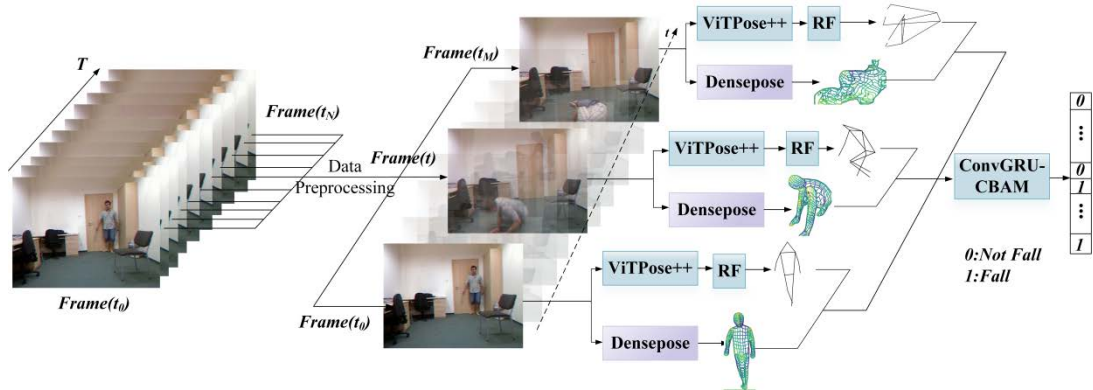 T
Frame(t_N)
Frame(t_0)
Data
Preprocessing
Frame(t_M)
Frame(t)
Frame(t_0)
t
ViTPose++
RF
Densepose
ViTPose++
RF
Densepose
ViTPose++
RF
Densepose
ConvGRU-
CBAM
0
⋮
0
1
⋮
1
0:Not Fall
1:Fall